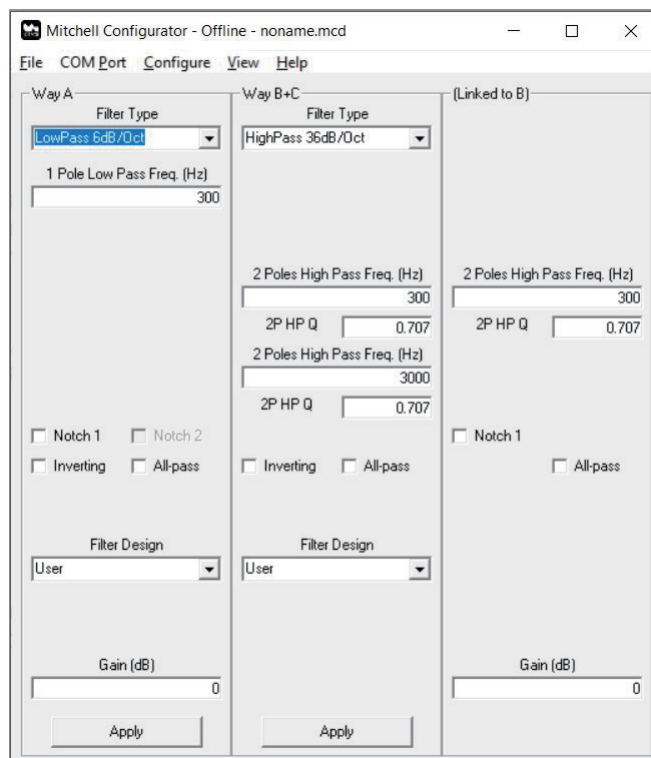 Mitchell Configurator - Offline - noname.mcd
File COM Port Configure View Help
Way A
Filter Type
LowPass 6dB/Oct
1 Pole Low Pass Freq. (Hz)
300
Notch 1 Notch 2
Inverting All-pass
Filter Design
User
Gain (dB)
0
Apply
Way B+C
Filter Type
HighPass 36dB/Oct
2 Poles High Pass Freq. (Hz)
300
2P HP Q 0.707
2 Poles High Pass Freq. (Hz)
3000
2P HP Q 0.707
Inverting All-pass
Filter Design
User
Apply
(Linked to B)
2 Poles High Pass Freq. (Hz)
300
2P HP Q 0.707
Notch 1
All-pass
Gain (dB)
0